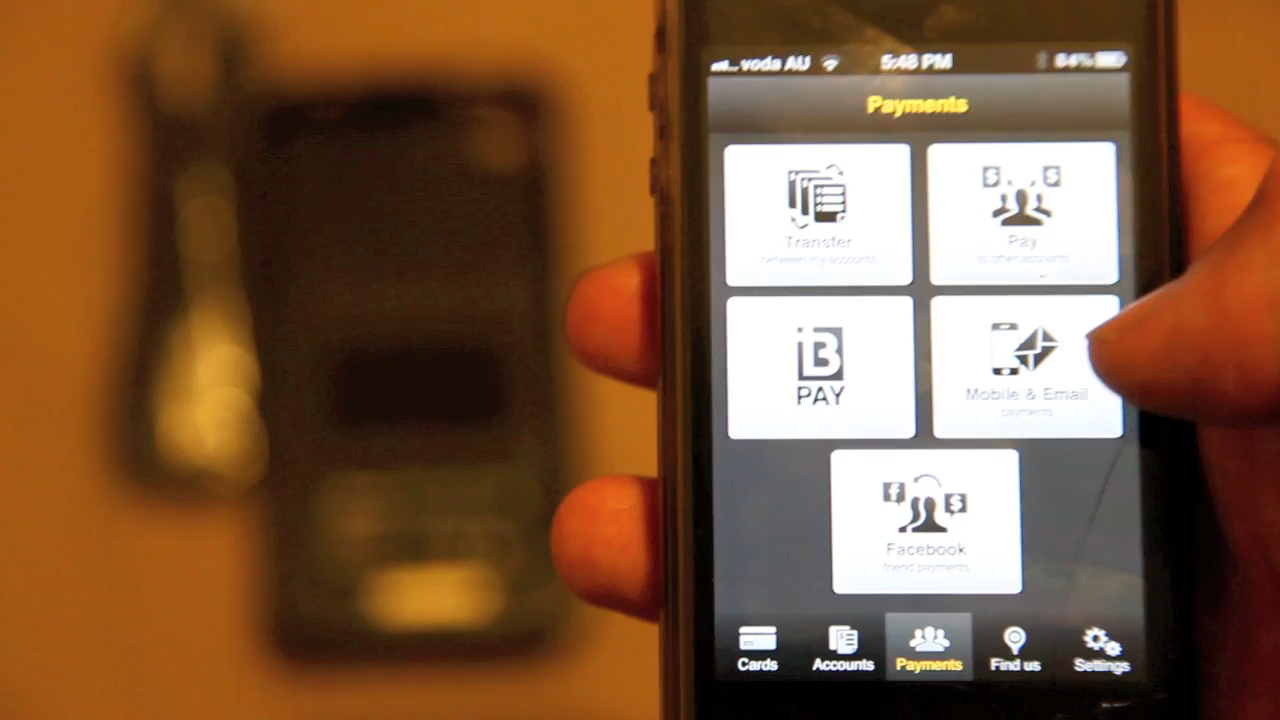 voda AU 5:48 PM 84%
Payments
Transfer
between my accounts
Pay
to other accounts
B
PAY
Mobile & Email
payments
Facebook
friend payments
Cards
Accounts
Payments
Find us
Settings